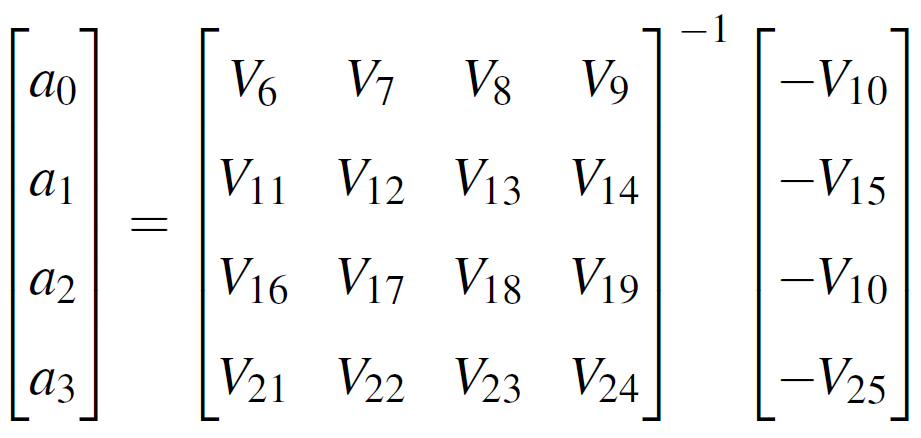 [a₀ a₁ a₂ a₃]ᵀ = [V₆ V₇ V₈ V₉; V₁₁ V₁₂ V₁₃ V₁₄; V₁₆ V₁₇ V₁₈ V₁₉; V₂₁ V₂₂ V₂₃ V₂₄]⁻¹ [−V₁₀; −V₁₅; −V₁₀; −V₂₅]